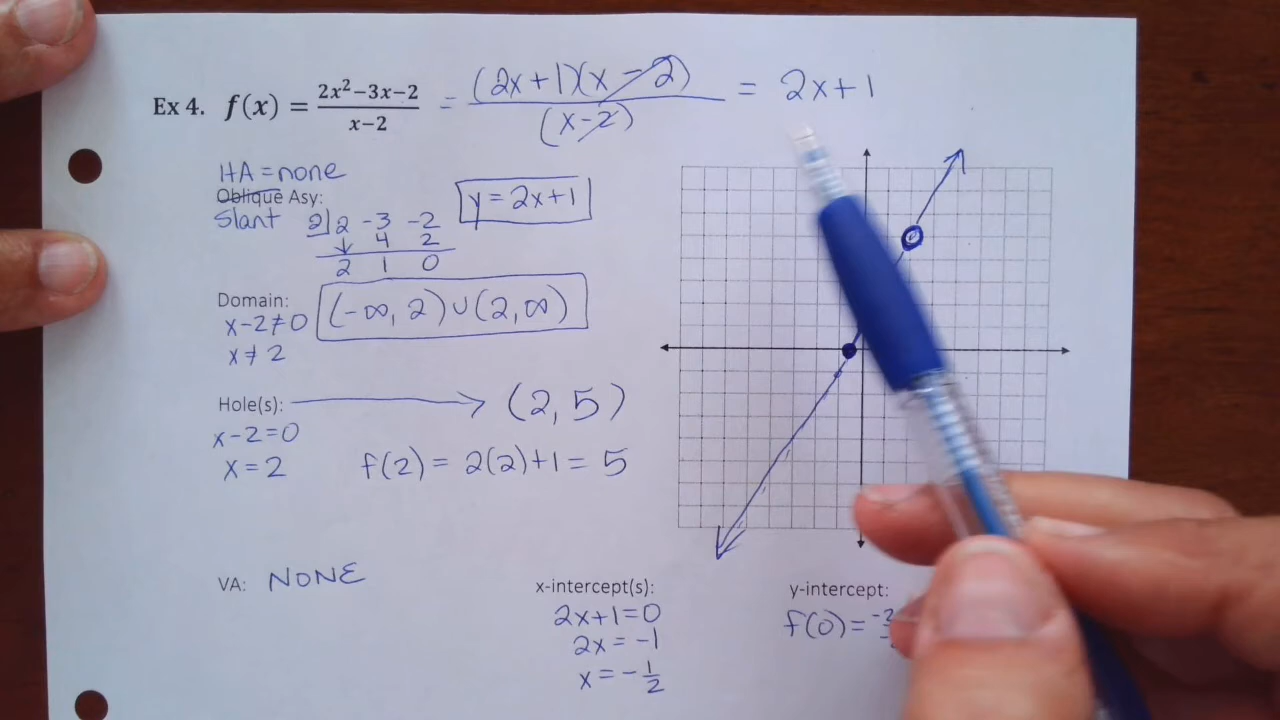 Ex 4. f(x) = (2x²−3x−2)/(x−2) = (2x+1)(x−2)/(x−2) = 2x+1
HA = none
Oblique Asy:
Slant
2| 2 -3 -2
4 2
2 1 0
y = 2x+1
Domain:
x-2≠0
x≠2
(-∞, 2) ∪ (2, ∞)
Hole(s): (2, 5)
x-2=0
x=2
f(2) = 2(2)+1 = 5
VA: NONE
x-intercept(s):
2x+1=0
2x = -1
x = -1/2
y-intercept:
f(0) =